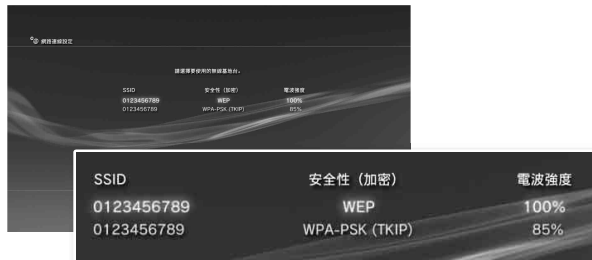 網路連線設定
請選擇要使用的無線基地台。
SSID 安全性（加密） 電波強度
0123456789 WEP 100%
0123456789 WPA-PSK (TKIP) 85%
SSID 安全性（加密） 電波強度
0123456789 WEP 100%
0123456789 WPA-PSK (TKIP) 85%